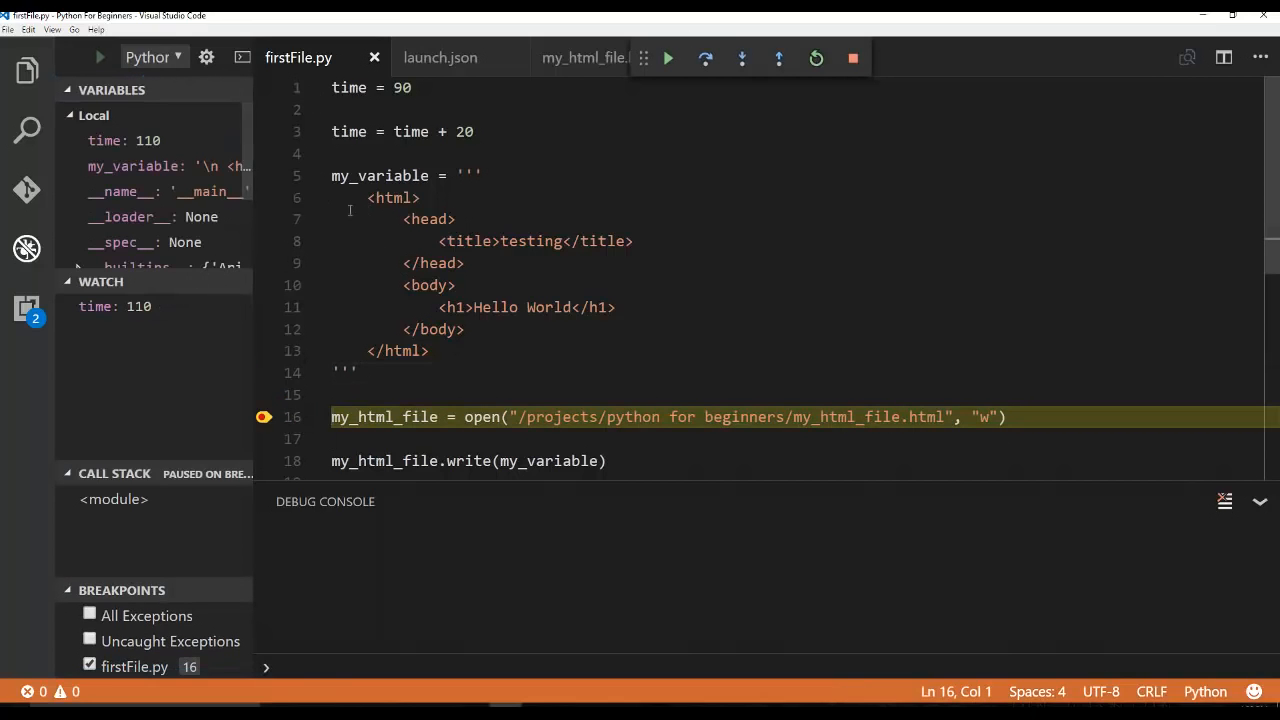 firstFile.py - Python For Beginners - Visual Studio Code
File Edit View Go Help
Python
firstFile.py
launch.json
my_html_file.
VARIABLES
Local
time: 110
my_variable: '\n <h...
__name__: '__main__'
__loader__: None
__spec__: None
WATCH
time: 110
CALL STACK PAUSED ON BRE...
<module>
BREAKPOINTS
All Exceptions
Uncaught Exceptions
firstFile.py 16
1 time = 90
2
3 time = time + 20
4
5 my_variable = '''
6 <html>
7 <head>
8 <title>testing</title>
9 </head>
10 <body>
11 <h1>Hello World</h1>
12 </body>
13 </html>
14 '''
15
16 my_html_file = open("/projects/python for beginners/my_html_file.html", "w")
17
18 my_html_file.write(my_variable)
DEBUG CONSOLE
2
0 0
Ln 16, Col 1 Spaces: 4 UTF-8 CRLF Python